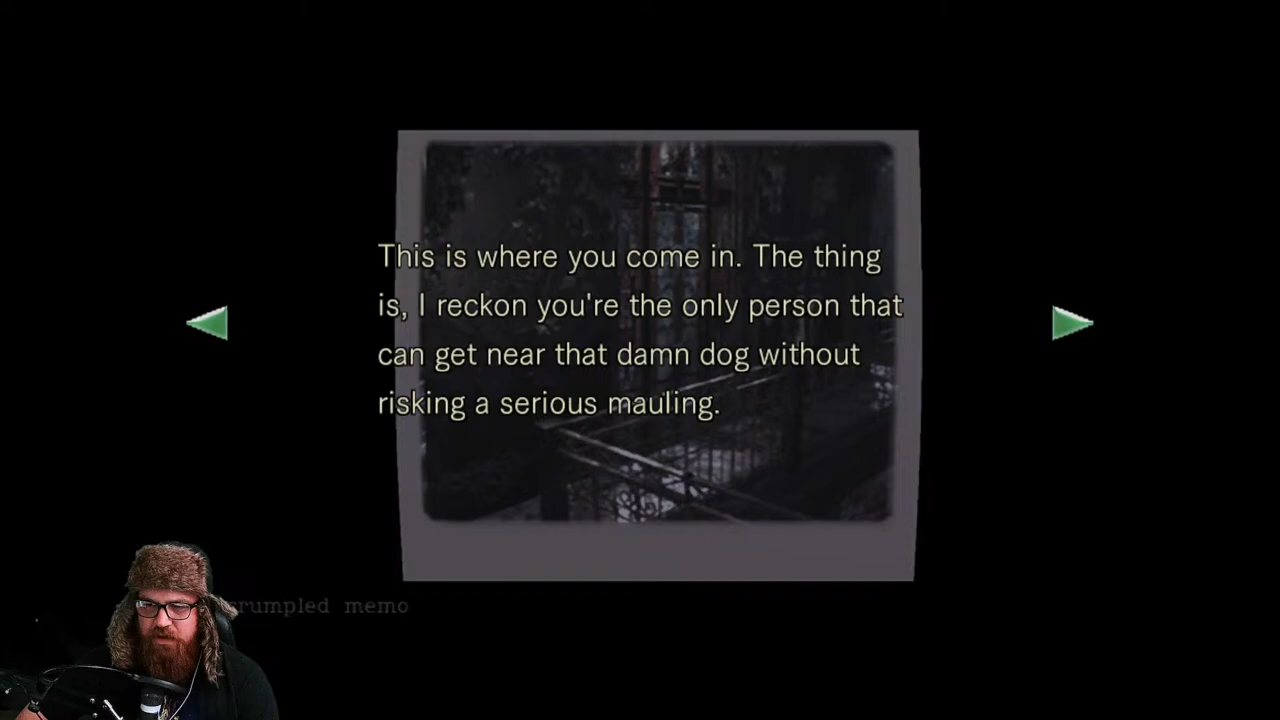 This is where you come in. The thing
is, I reckon you're the only person that
can get near that damn dog without
risking a serious mauling.
crumpled memo